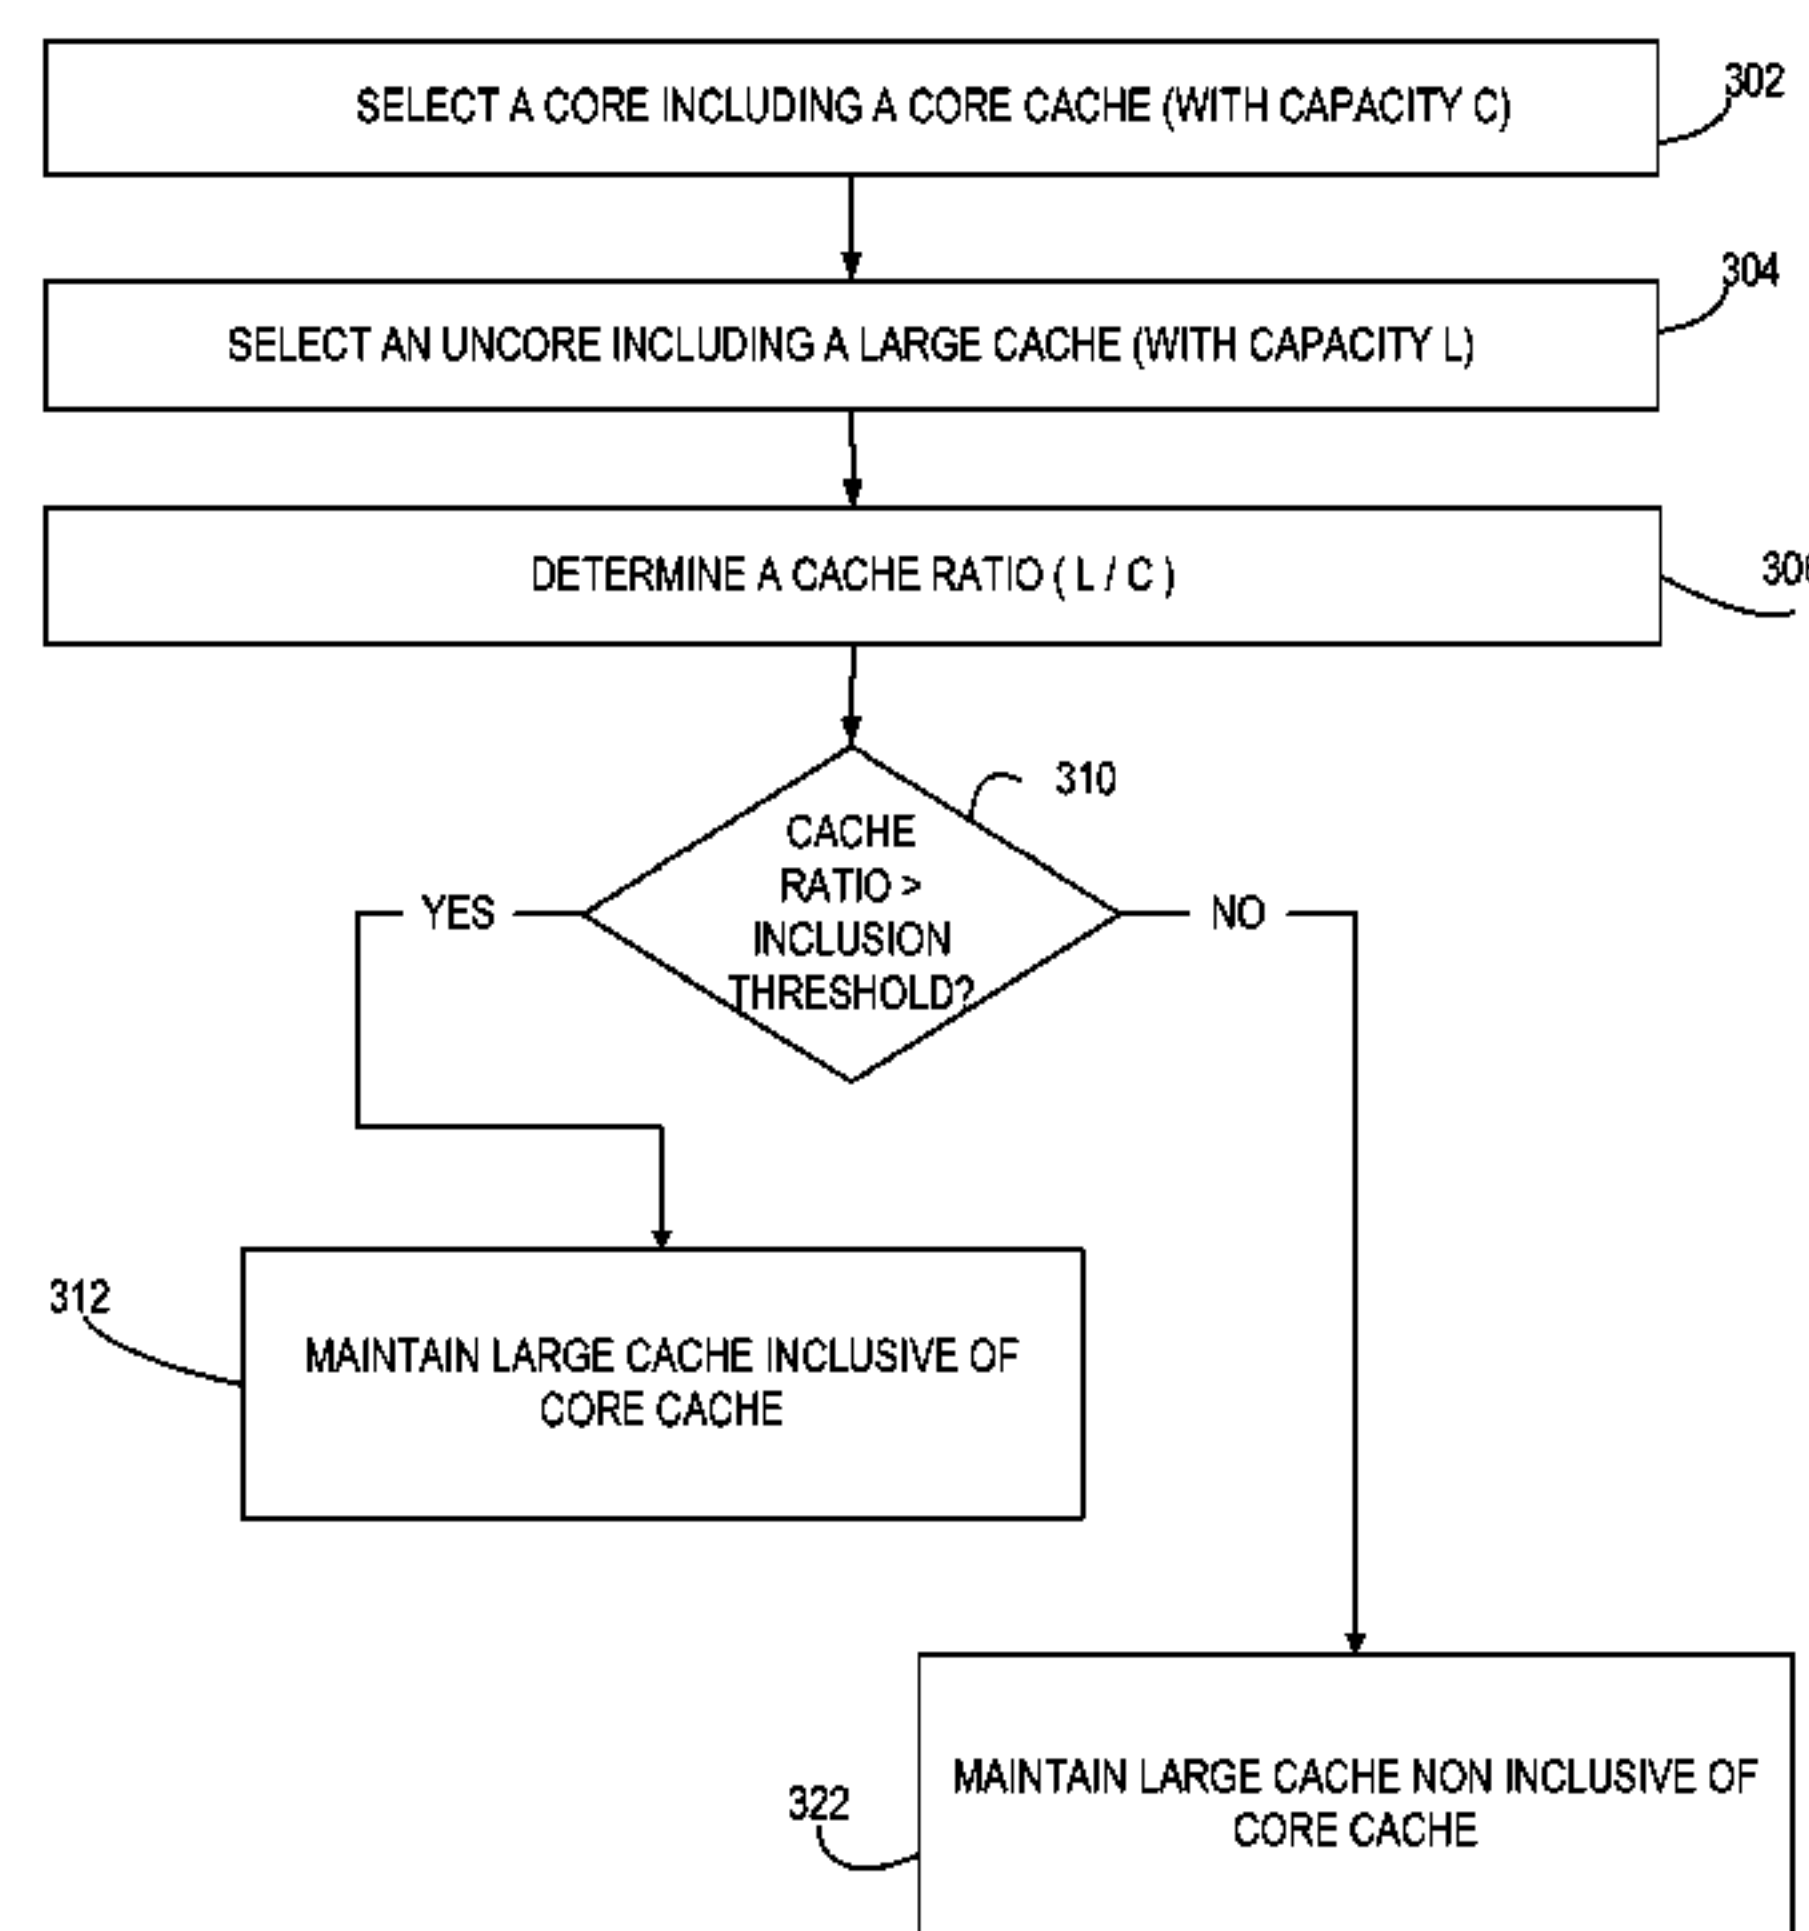 SELECT A CORE INCLUDING A CORE CACHE (WITH CAPACITY C)
302
304
SELECT AN UNCORE INCLUDING A LARGE CACHE (WITH CAPACITY L)
DETERMINE A CACHE RATIO ( L / C )
310
CACHE
RATIO >
INCLUSION
THRESHOLD?
YES
NO
312
MAINTAIN LARGE CACHE INCLUSIVE OF
CORE CACHE
322
MAINTAIN LARGE CACHE NON INCLUSIVE OF
CORE CACHE